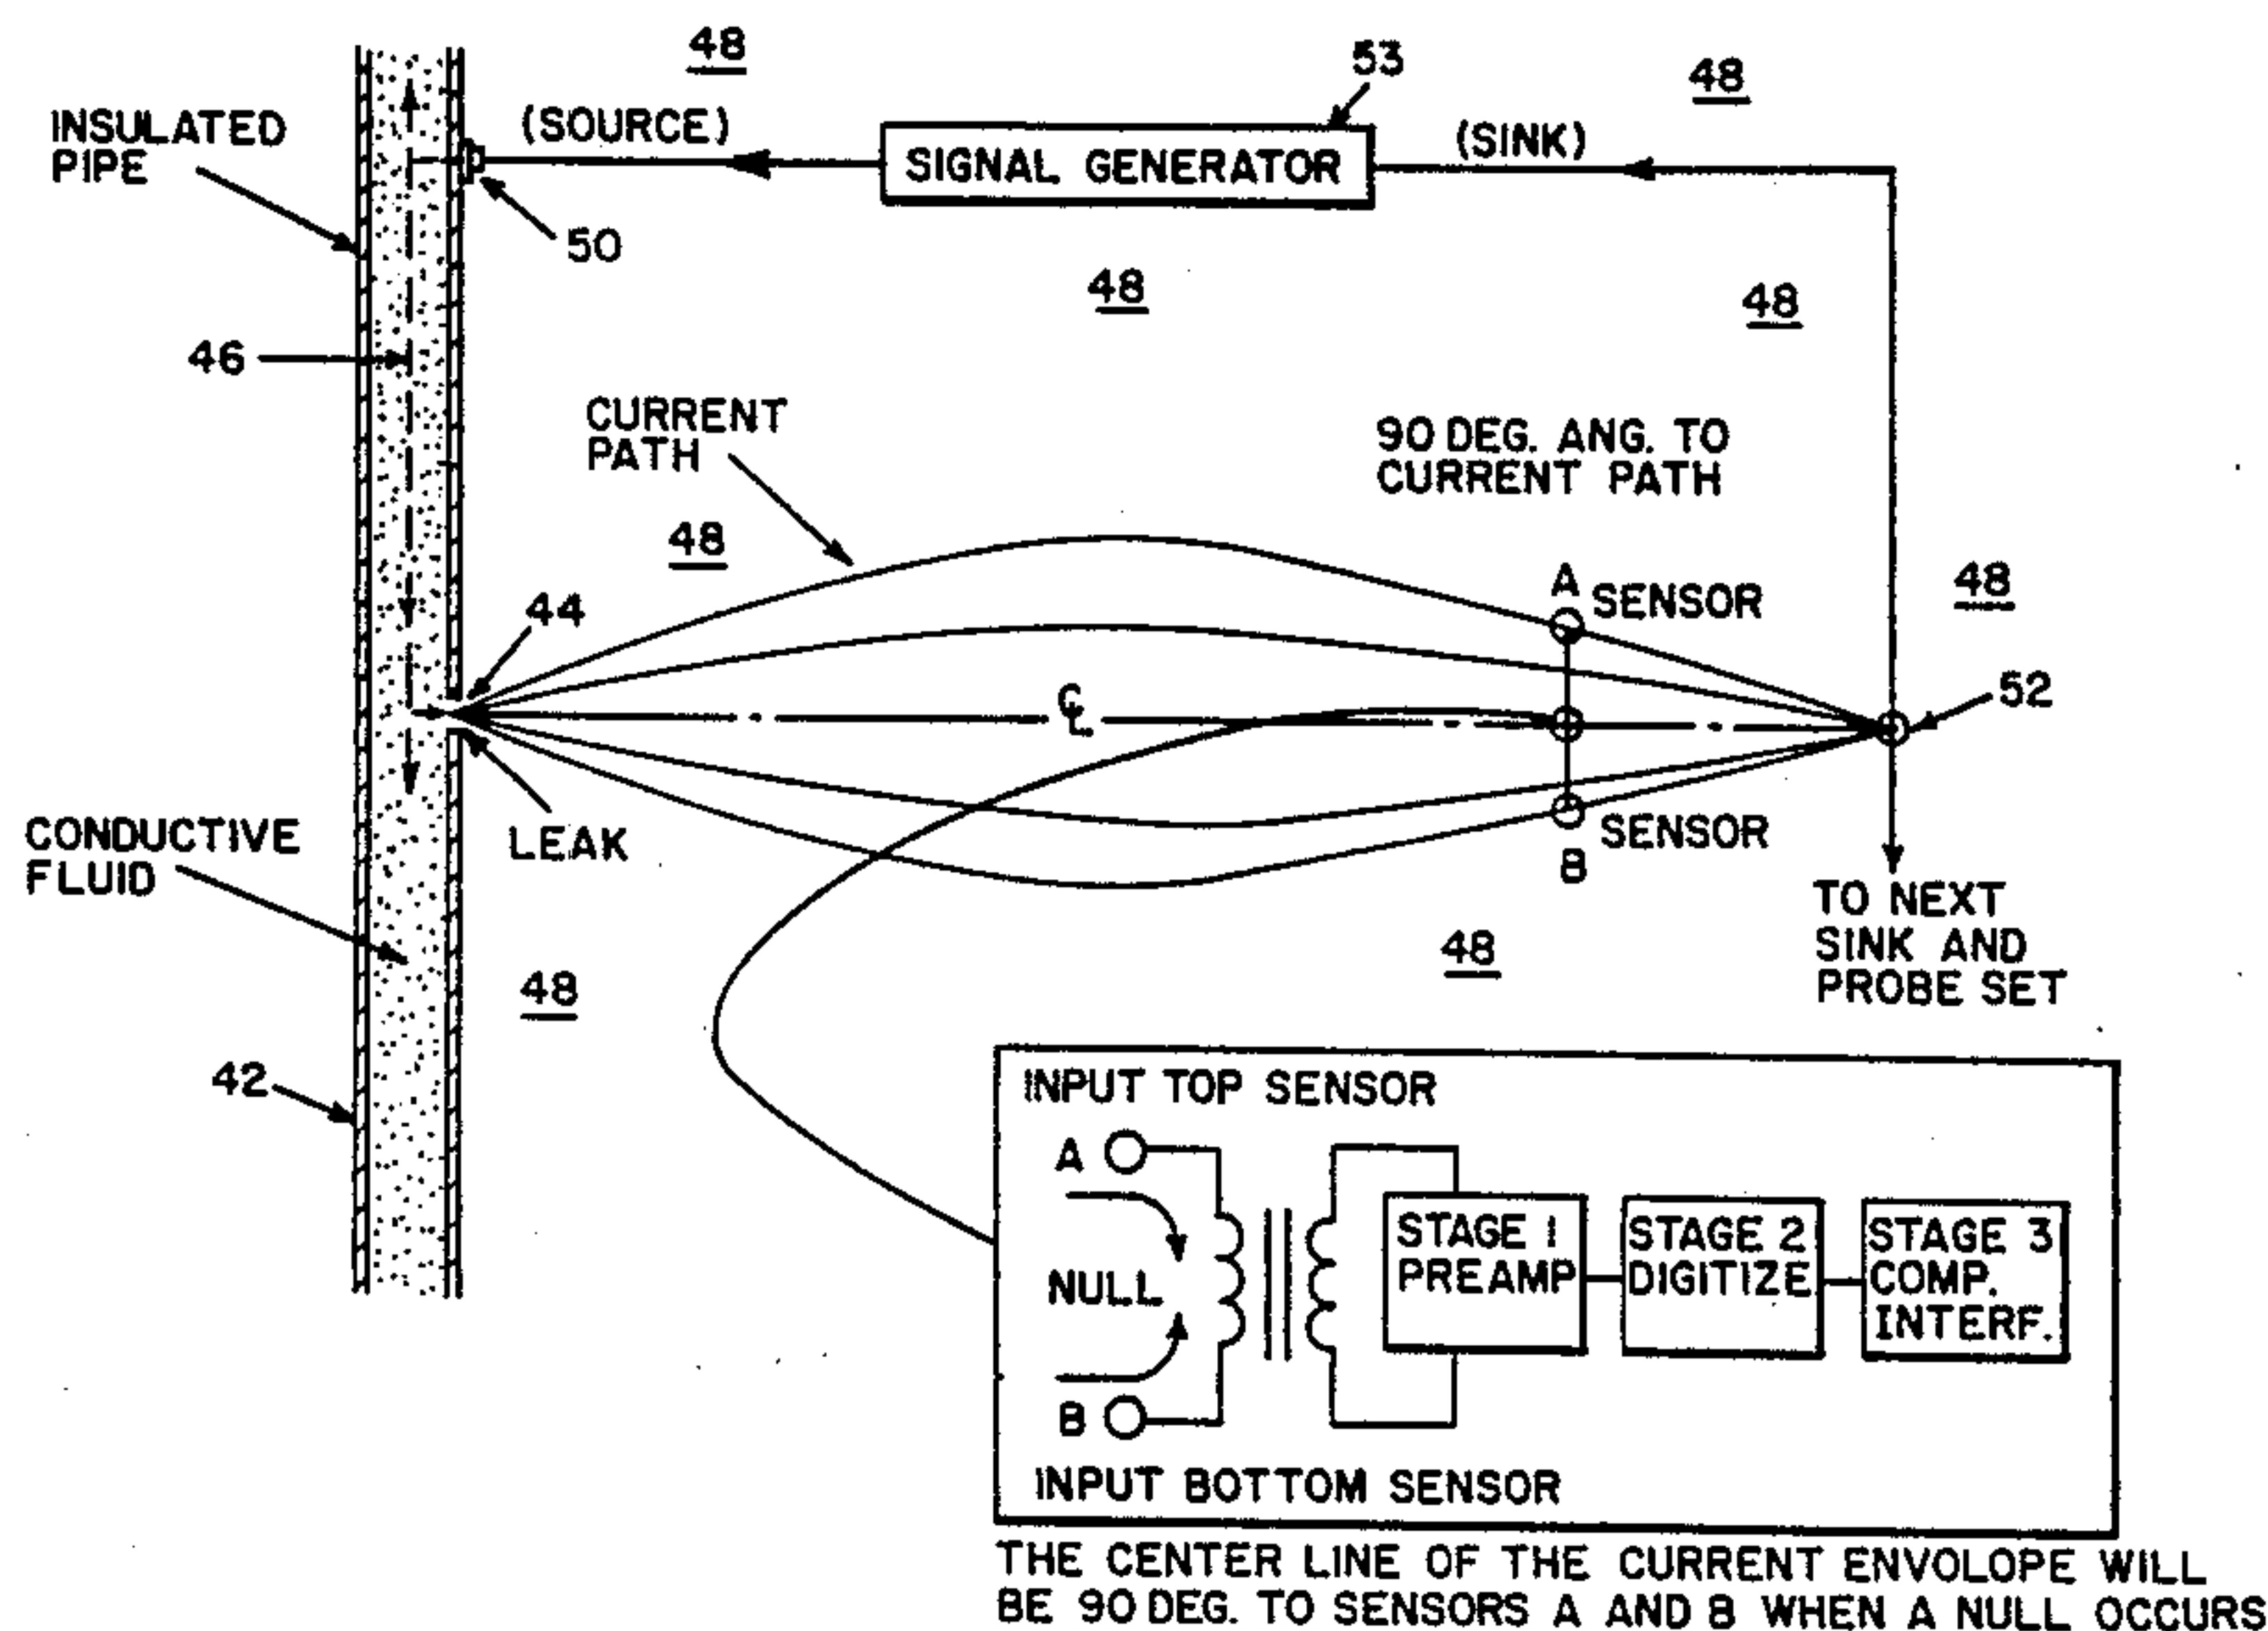 48
53
48
INSULATED
PIPE
(SOURCE)
SIGNAL GENERATOR
(SINK)
50
48
48
46
CURRENT
PATH
90 DEG. ANG. TO
CURRENT PATH
48
44
A
SENSOR
48
C
L
52
LEAK
SENSOR
B
CONDUCTIVE
FLUID
TO NEXT
SINK AND
PROBE SET
48
48
42
INPUT TOP SENSOR
A
NULL
B
STAGE 1
PREAMP
STAGE 2
DIGITIZE
STAGE 3
COMP.
INTERF.
INPUT BOTTOM SENSOR
THE CENTER LINE OF THE CURRENT ENVOLOPE WILL
BE 90 DEG. TO SENSORS A AND B WHEN A NULL OCCURS